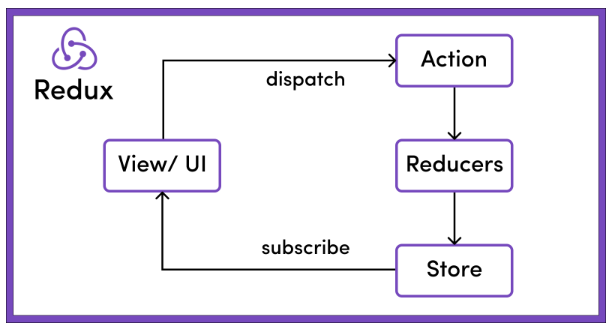 Redux
dispatch
Action
View/ UI
Reducers
subscribe
Store